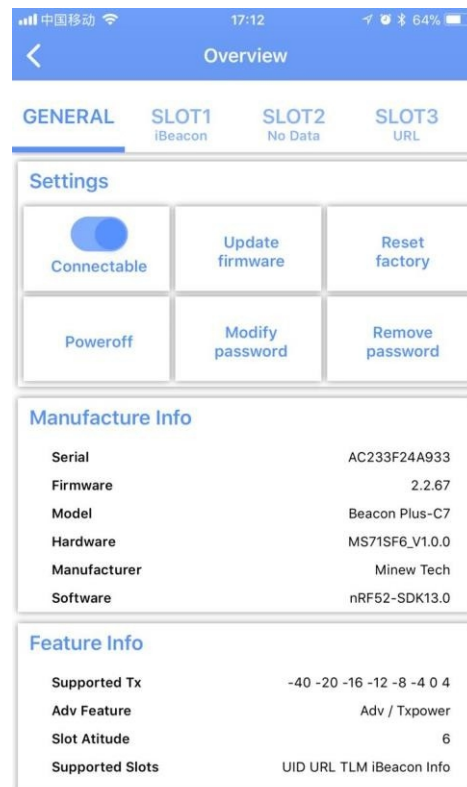 中国移动 17:12 64%
Overview
GENERAL SLOT1 SLOT2 SLOT3
iBeacon No Data URL
Settings
Connectable Update firmware Reset factory
Poweroff Modify password Remove password
Manufacture Info
Serial AC233F24A933
Firmware 2.2.67
Model Beacon Plus-C7
Hardware MS71SF6_V1.0.0
Manufacturer Minew Tech
Software nRF52-SDK13.0
Feature Info
Supported Tx -40 -20 -16 -12 -8 -4 0 4
Adv Feature Adv / Txpower
Slot Atitude 6
Supported Slots UID URL TLM iBeacon Info